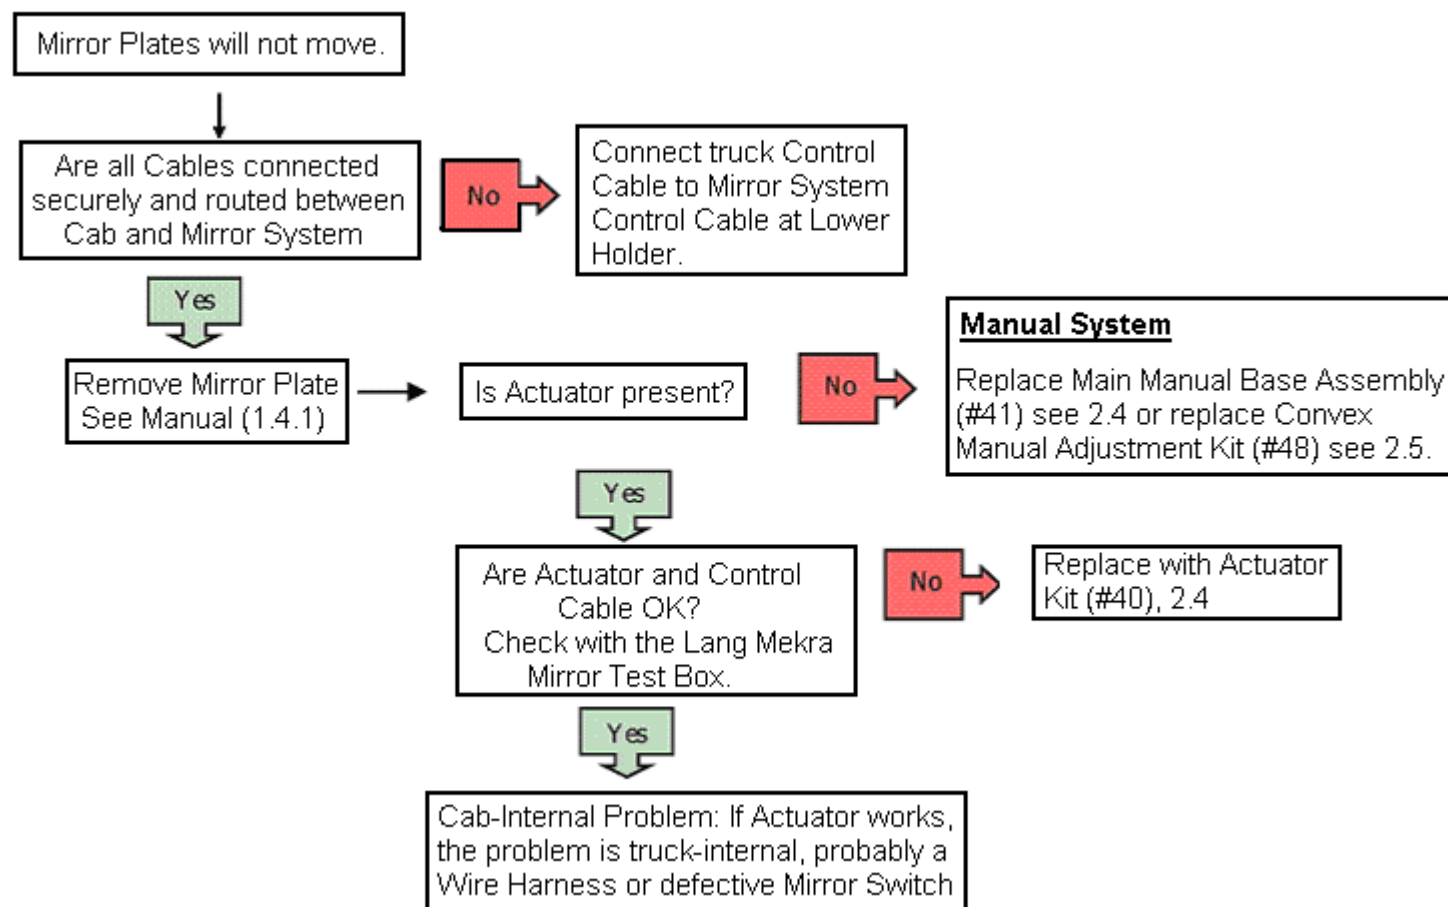 Mirror Plates will not move.
Are all Cables connected
securely and routed between
Cab and Mirror System
No
Connect truck Control
Cable to Mirror System
Control Cable at Lower
Holder.
Yes
Remove Mirror Plate
See Manual (1.4.1)
Is Actuator present?
No
Manual System
Replace Main Manual Base Assembly
(#41) see 2.4 or replace Convex
Manual Adjustment Kit (#48) see 2.5.
Yes
Are Actuator and Control
Cable OK?
Check with the Lang Mekra
Mirror Test Box.
No
Replace with Actuator
Kit (#40), 2.4
Yes
Cab-Internal Problem: If Actuator works,
the problem is truck-internal, probably a
Wire Harness or defective Mirror Switch